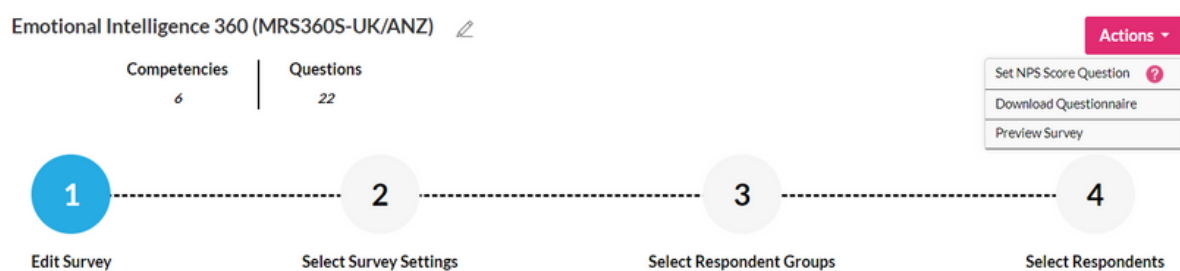 Emotional Intelligence 360 (MRS360S-UK/ANZ)
Actions
Set NPS Score Question ?
Download Questionnaire
Preview Survey
Competencies Questions
6 22
1 2 3 4
Edit Survey Select Survey Settings Select Respondent Groups Select Respondents